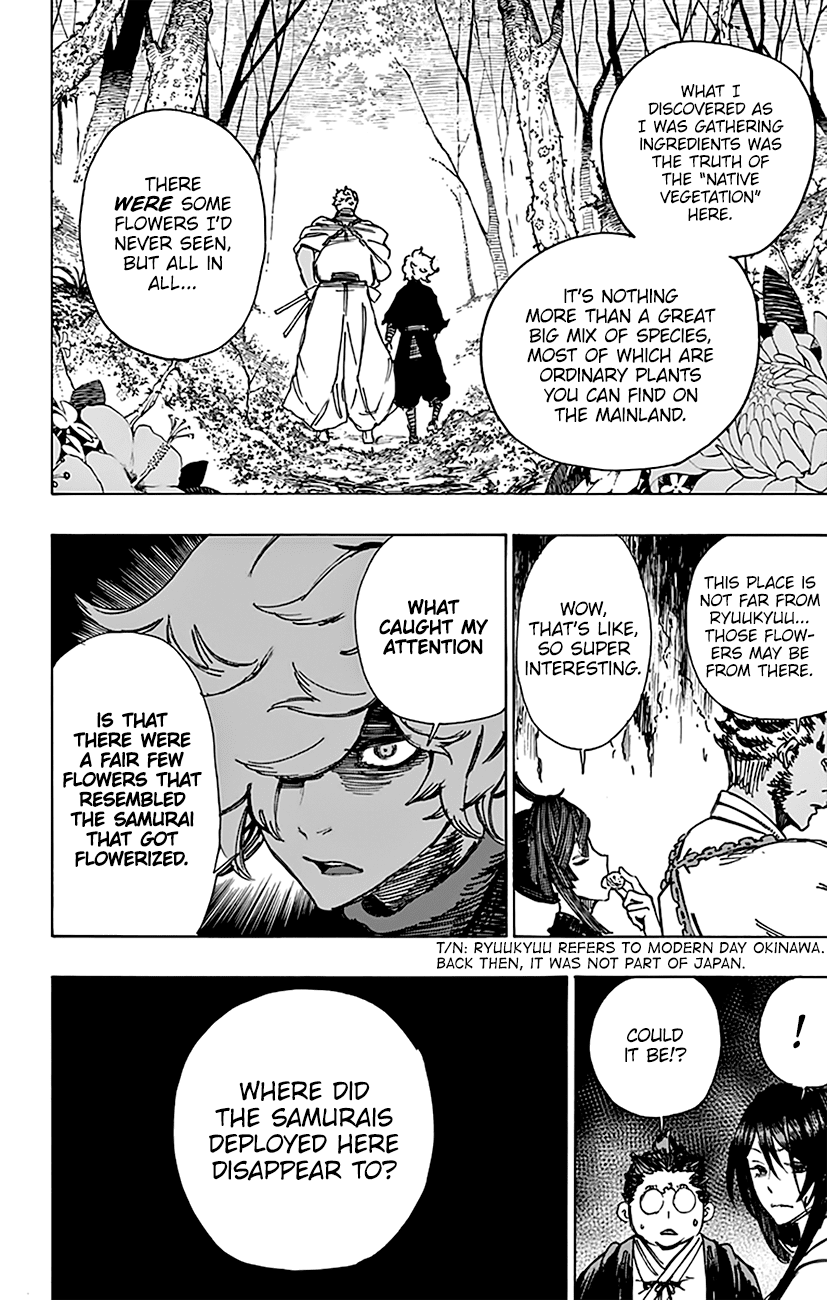 WHAT I
DISCOVERED AS
I WAS GATHERING
INGREDIENTS WAS
THE TRUTH OF
THE "NATIVE
VEGETATION"
HERE.
IT'S NOTHING
MORE THAN A GREAT
BIG MIX OF SPECIES,
MOST OF WHICH ARE
ORDINARY PLANTS
YOU CAN FIND ON
THE MAINLAND.
THERE
WERE SOME
FLOWERS I'D
NEVER SEEN,
BUT ALL IN
ALL...
THIS PLACE IS
NOT FAR FROM
RYUUKYUU...
THOSE FLOW-
ERS MAY BE
FROM THERE.
WOW,
THAT'S LIKE,
SO SUPER
INTERESTING.
WHAT
CAUGHT MY
ATTENTION
IS THAT
THERE WERE
A FAIR FEW
FLOWERS THAT
RESEMBLED
THE SAMURAI
THAT GOT
FLOWERIZED.
T/N: RYUUKYUU REFERS TO MODERN DAY OKINAWA.
BACK THEN, IT WAS NOT PART OF JAPAN.
!
COULD
IT BE!?
WHERE DID
THE SAMURAIS
DEPLOYED HERE
DISAPPEAR TO?